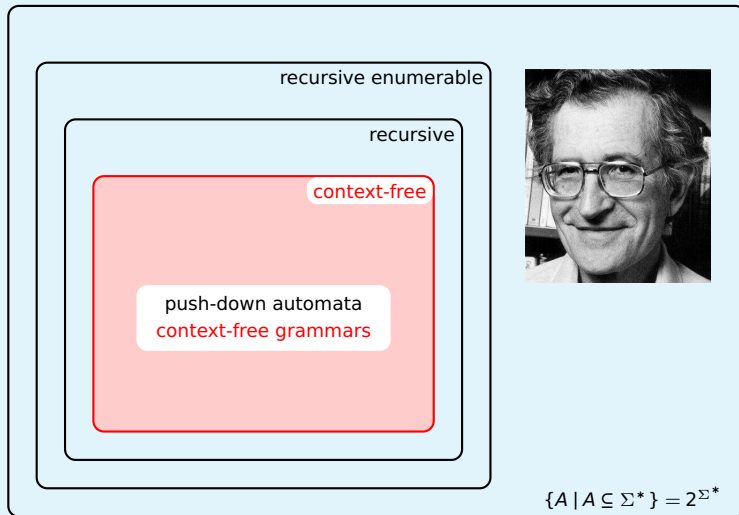 recursive enumerable
recursive
context-free
push-down automata
context-free grammars
{A | A ⊆ Σ*} = 2^Σ*